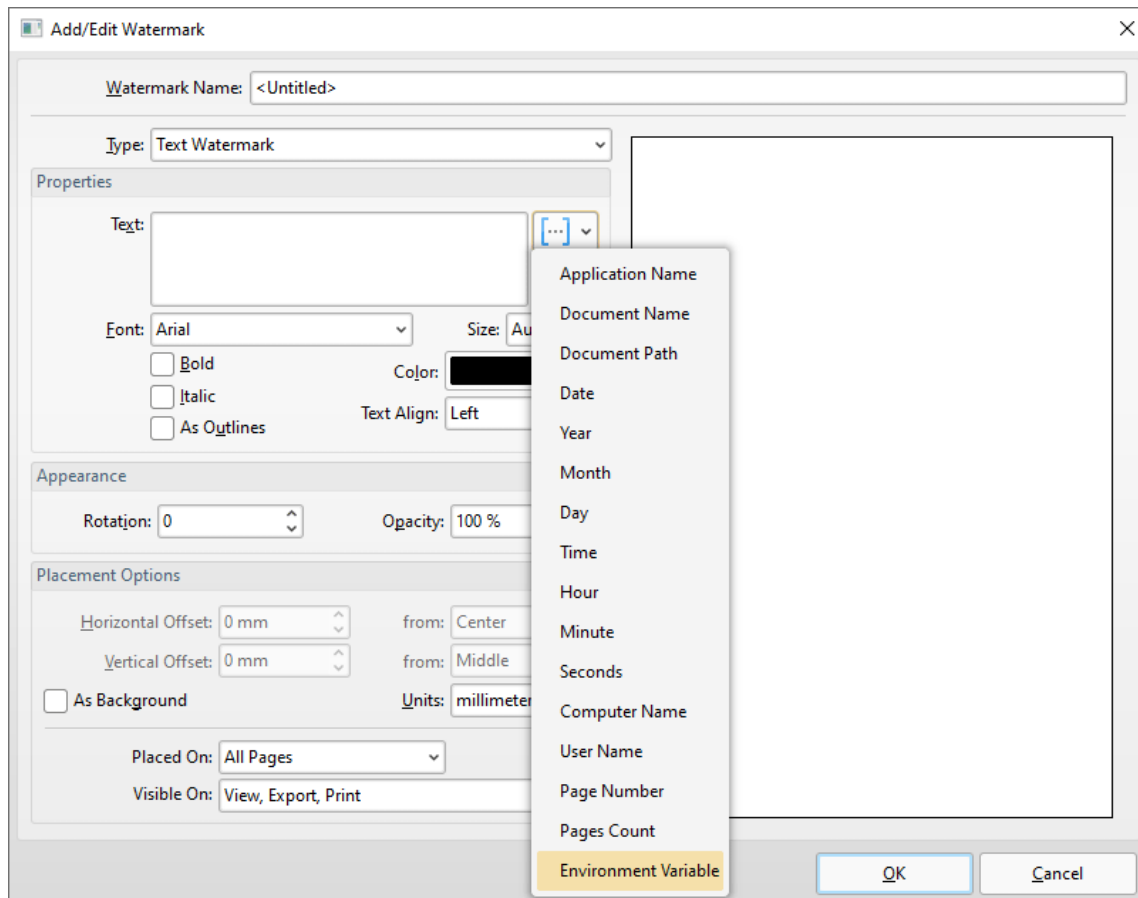 Add/Edit Watermark
Watermark Name: <Untitled>
Type: Text Watermark
Properties
Text:
[...]
Font: Arial
Size: Au
Bold
Color:
Italic
Text Align: Left
As Outlines
Appearance
Rotation: 0
Opacity: 100 %
Placement Options
Horizontal Offset: 0 mm from: Center
Vertical Offset: 0 mm from: Middle
As Background
Units: millimeter
Placed On: All Pages
Visible On: View, Export, Print
Application Name
Document Name
Document Path
Date
Year
Month
Day
Time
Hour
Minute
Seconds
Computer Name
User Name
Page Number
Pages Count
Environment Variable
OK
Cancel